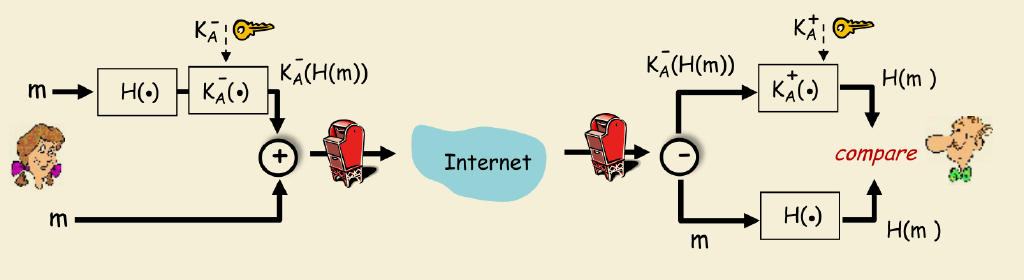 K_A^-
m
H(•)
K_A^-(•)
K_A^-(H(m))
+
m
Internet
K_A^-(H(m))
K_A^+
K_A^+(•)
H(m )
−
compare
m
H(•)
H(m )